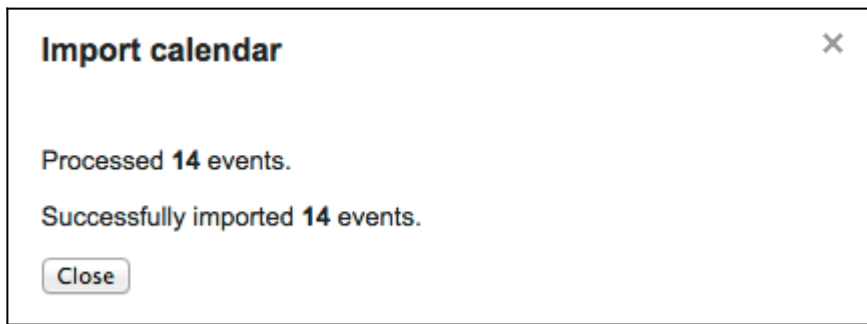 Import calendar
Processed 14 events.
Successfully imported 14 events.
Close